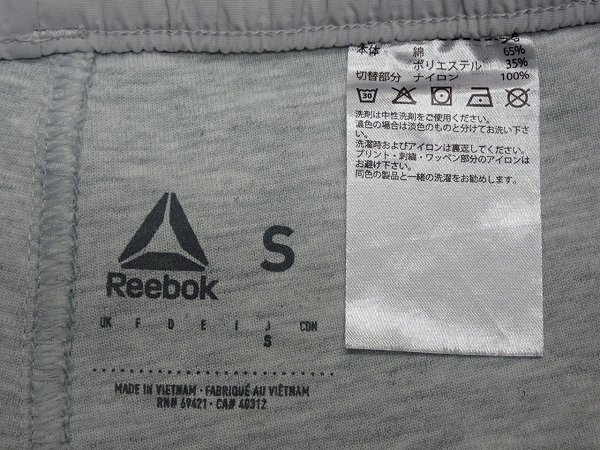 本体 綿 65%
ポリエステル 35%
切替部分 ナイロン 100%
30
洗剤は中性洗剤をご使用ください。
濃色の場合は淡色のものと分けてお洗い下さ
い。
洗濯時およびアイロンは裏返してください。
プリント・刺繍・ワッペン部分のアイロンは
お避け下さい。
同色の製品と一緒の洗濯をお勧めします。
S
Reebok
UK F D E I J CDN
S
MADE IN VIETNAM · FABRIQUÉ AU VIÊTNAM
RN# 69421 · CA# 40312